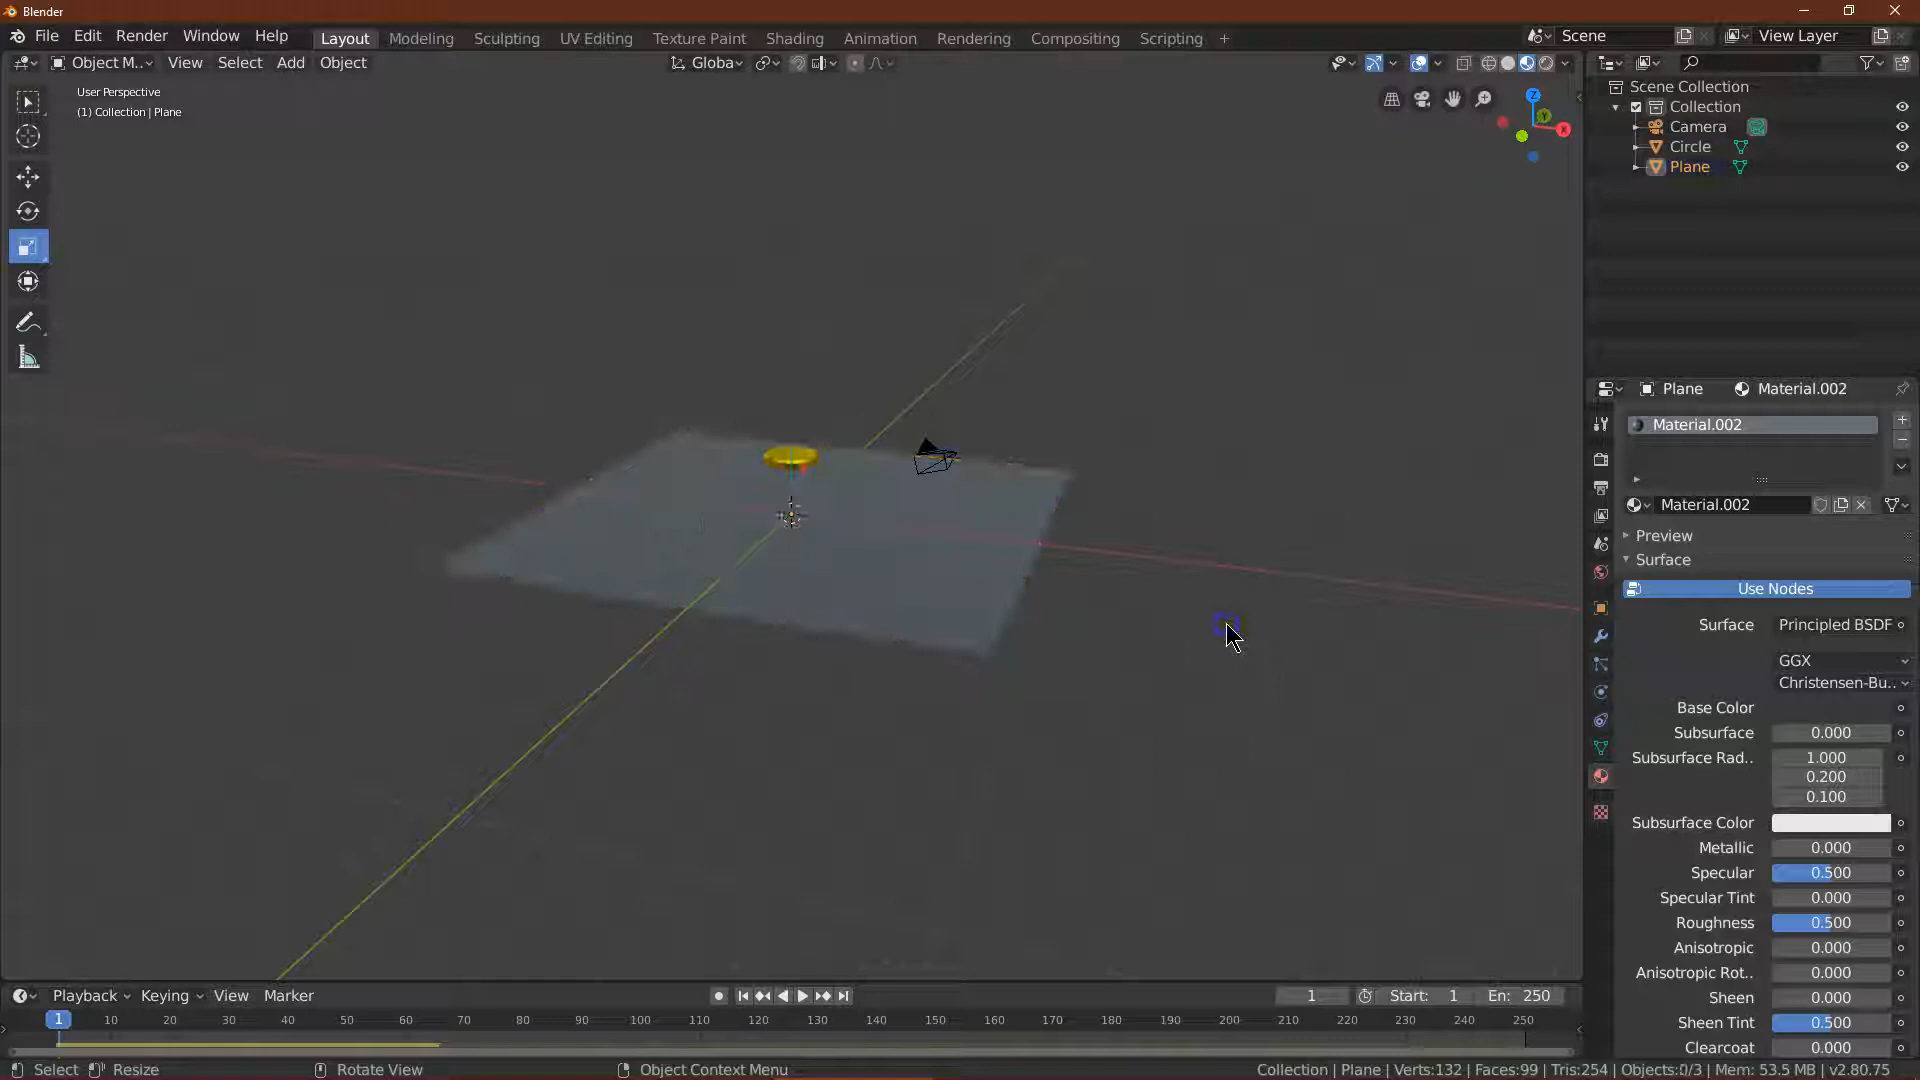 Blender
File Edit Render Window Help
Layout Modeling Sculpting UV Editing Texture Paint Shading Animation Rendering Compositing Scripting +
Scene
View Layer
Object M..
View Select Add Object
Globa
User Perspective
(1) Collection | Plane
Z
Y
X
Scene Collection
Collection
Camera
Circle
Plane
Plane
Material.002
Material.002
Material.002
Preview
Surface
Use Nodes
Surface Principled BSDF
GGX
Christensen-Bu..
Base Color
Subsurface 0.000
Subsurface Rad.. 1.000
0.200
0.100
Subsurface Color
Metallic 0.000
Specular 0.500
Specular Tint 0.000
Roughness 0.500
Anisotropic 0.000
Anisotropic Rot.. 0.000
Sheen 0.000
Sheen Tint 0.500
Clearcoat 0.000
Playback Keying View Marker
1
Start: 1
En: 250
1 10 20 30 40 50 60 70 80 90 100 110 120 130 140 150 160 170 180 190 200 210 220 230 240 250
Select Resize Rotate View Object Context Menu
Collection | Plane | Verts:132 | Faces:99 | Tris:254 | Objects:0/3 | Mem: 53.5 MB | v2.80.75